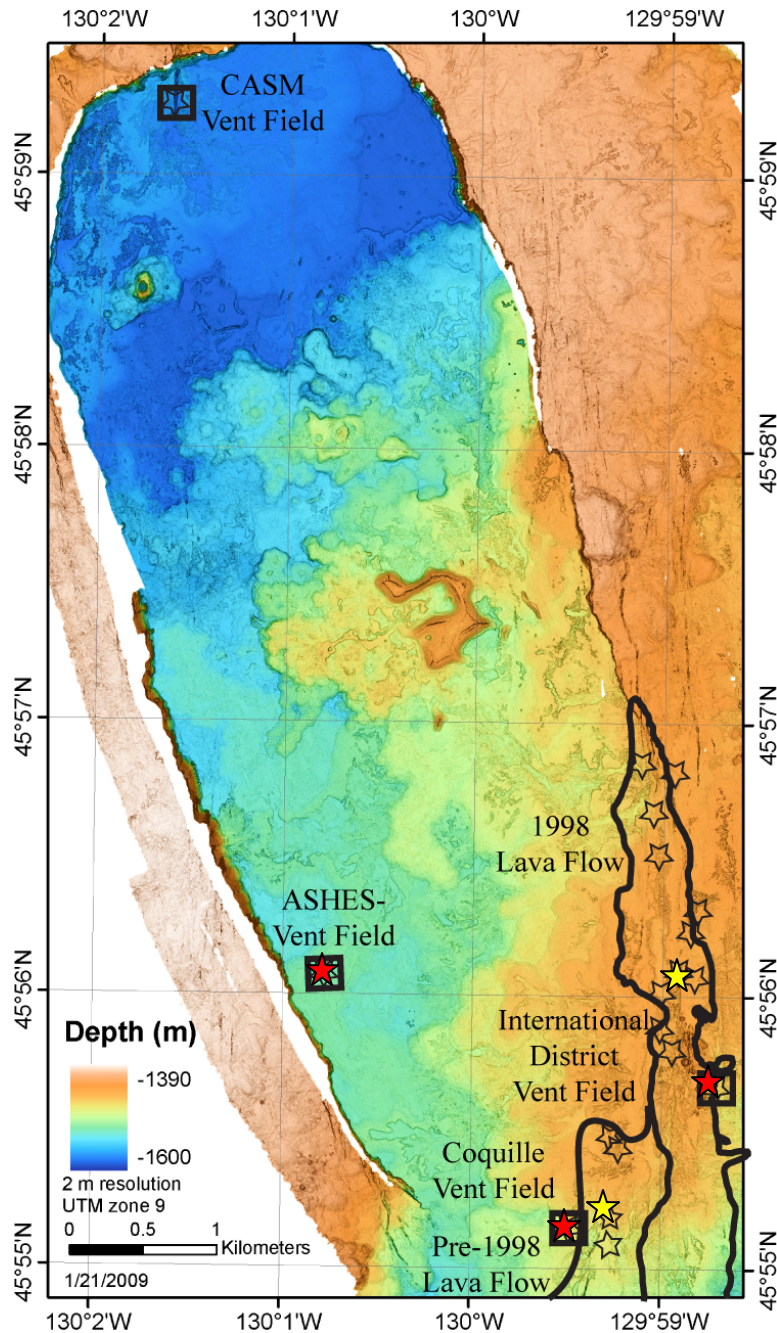 130°2'W 130°1'W 130°0'W 129°59'W
CASM
Vent Field
45°59'N
45°59'N
45°58'N
45°58'N
45°57'N
45°57'N
1998
Lava Flow
ASHES-
Vent Field
45°56'N
45°56'N
International
District
Vent Field
Depth (m)
-1390
-1600
2 m resolution
UTM zone 9
0 0.5 1
Kilometers
1/21/2009
Coquille
Vent Field
Pre-1998
Lava Flow
45°55'N
45°55'N
130°2'W 130°1'W 130°0'W 129°59'W